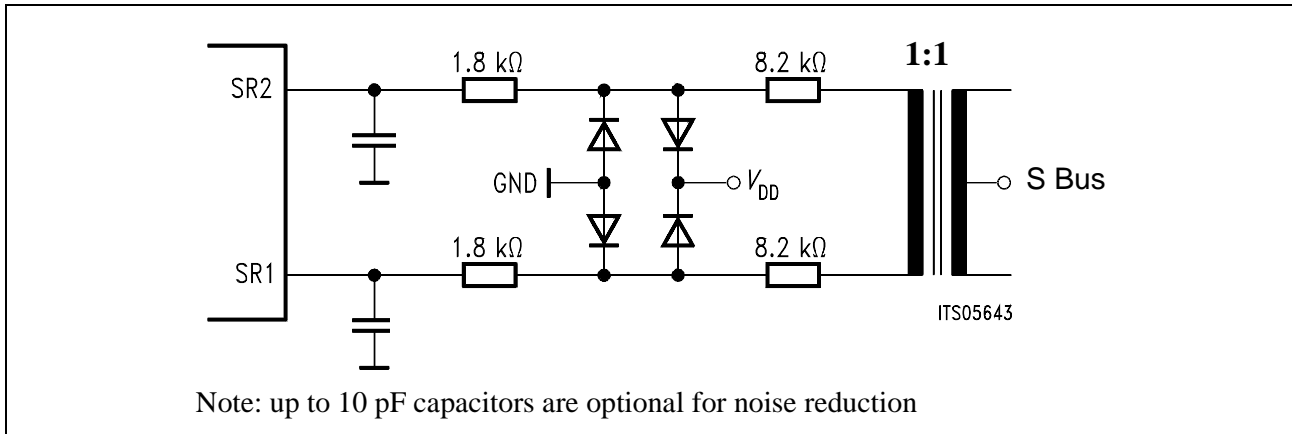 1:1
1.8 kΩ
8.2 kΩ
SR2
GND
VDD
S Bus
1.8 kΩ
8.2 kΩ
SR1
ITS05643
Note: up to 10 pF capacitors are optional for noise reduction